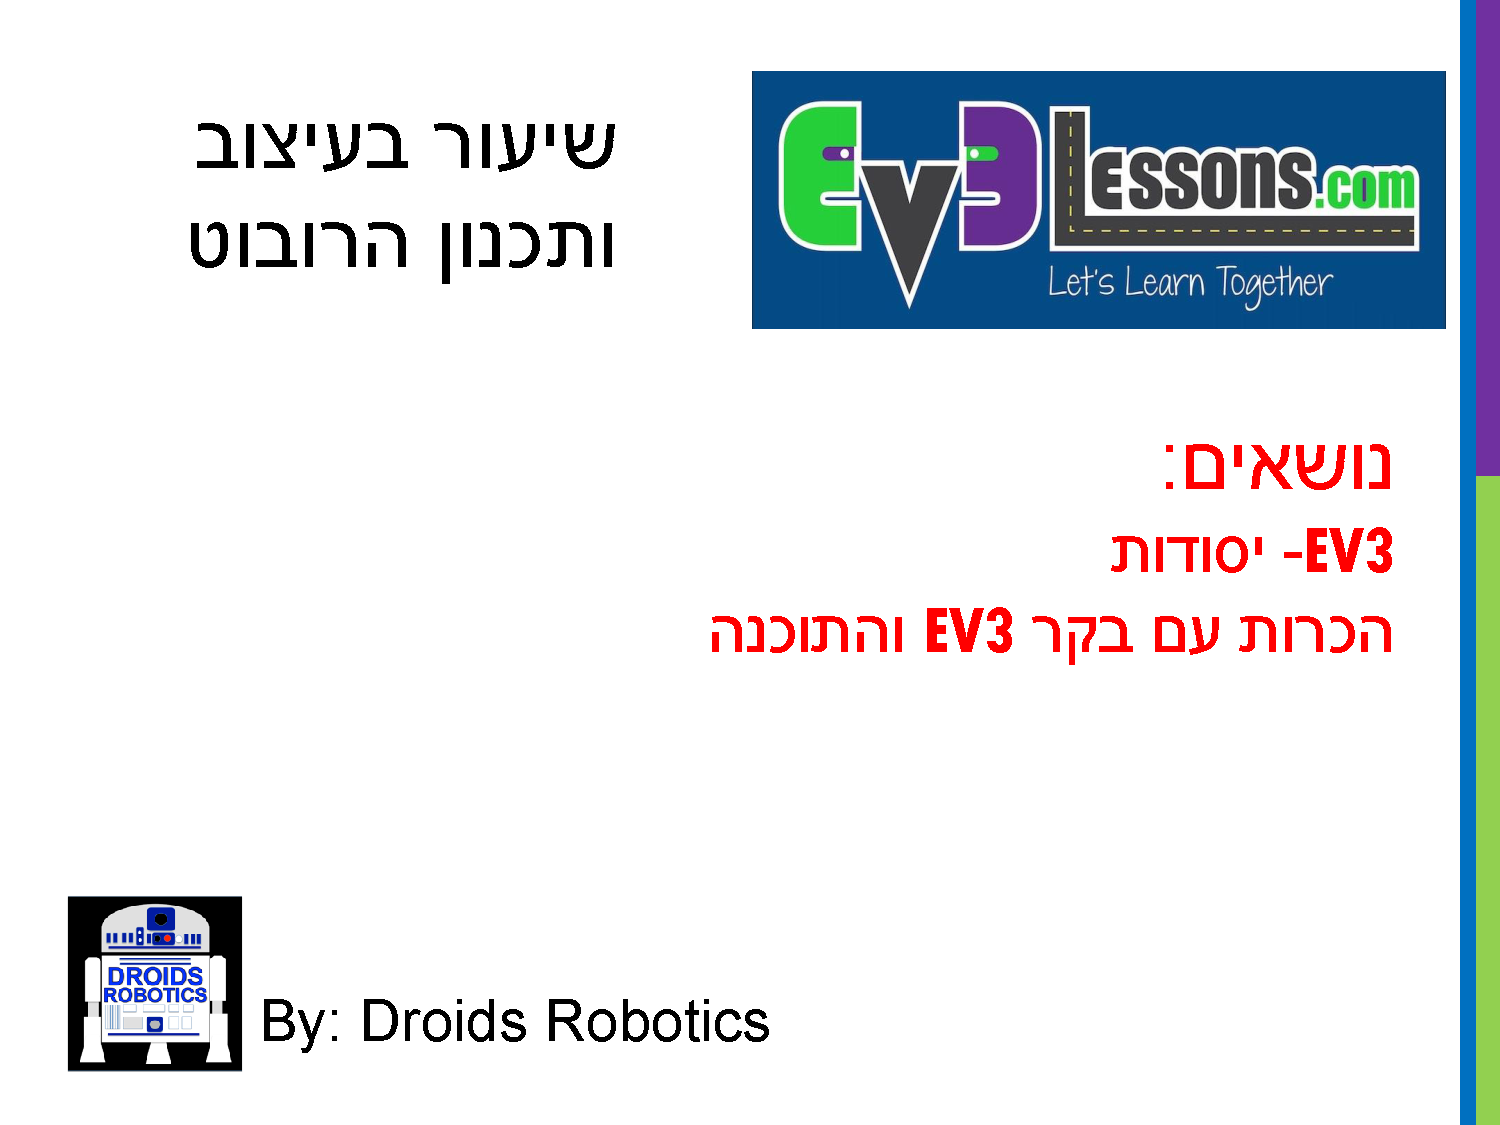 שיעור בעיצוב
ותכנון הרובוט
EV3Lessons.com
Let's Learn Together
נושאים:
EV3- יסודות
הכרות עם בקר EV3 והתוכנה
DROIDS
ROBOTICS
By: Droids Robotics